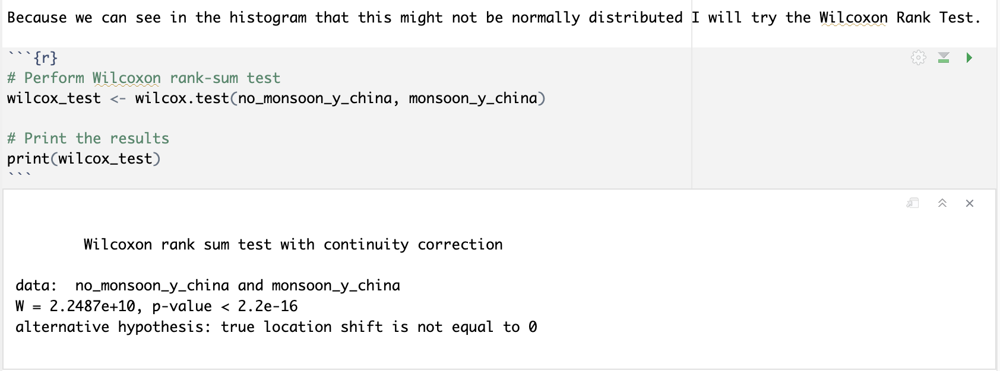 Because we can see in the histogram that this might not be normally distributed I will try the Wilcoxon Rank Test.
```{r}
# Perform Wilcoxon rank-sum test
wilcox_test <- wilcox.test(no_monsoon_y_china, monsoon_y_china)
# Print the results
print(wilcox_test)
```
Wilcoxon rank sum test with continuity correction
data:  no_monsoon_y_china and monsoon_y_china
W = 2.2487e+10, p-value < 2.2e-16
alternative hypothesis: true location shift is not equal to 0